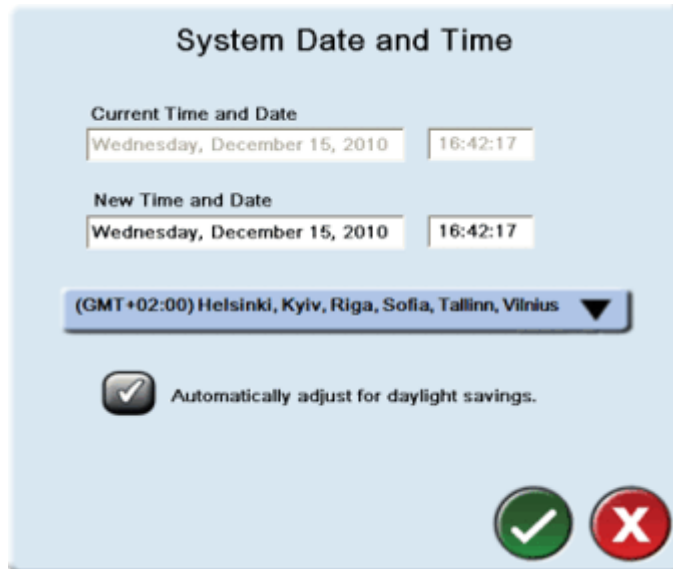 System Date and Time
Current Time and Date
Wednesday, December 15, 2010 16:42:17
New Time and Date
Wednesday, December 15, 2010 16:42:17
(GMT+02:00) Helsinki, Kyiv, Riga, Sofia, Tallinn, Vilnius
Automatically adjust for daylight savings.